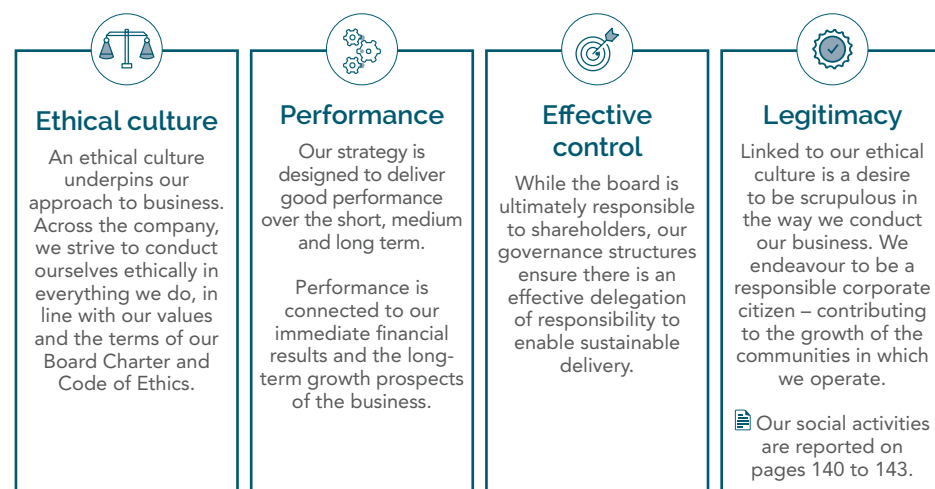 Ethical culture
An ethical culture
underpins our
approach to business.
Across the company,
we strive to conduct
ourselves ethically in
everything we do, in
line with our values
and the terms of our
Board Charter and
Code of Ethics.
Performance
Our strategy is
designed to deliver
good performance
over the short, medium
and long term.
Performance is
connected to our
immediate financial
results and the long-
term growth prospects
of the business.
Effective
control
While the board is
ultimately responsible
to shareholders, our
governance structures
ensure there is an
effective delegation
of responsibility to
enable sustainable
delivery.
Legitimacy
Linked to our ethical
culture is a desire
to be scrupulous in
the way we conduct
our business. We
endeavour to be a
responsible corporate
citizen – contributing
to the growth of the
communities in which
we operate.
Our social activities
are reported on
pages 140 to 143.